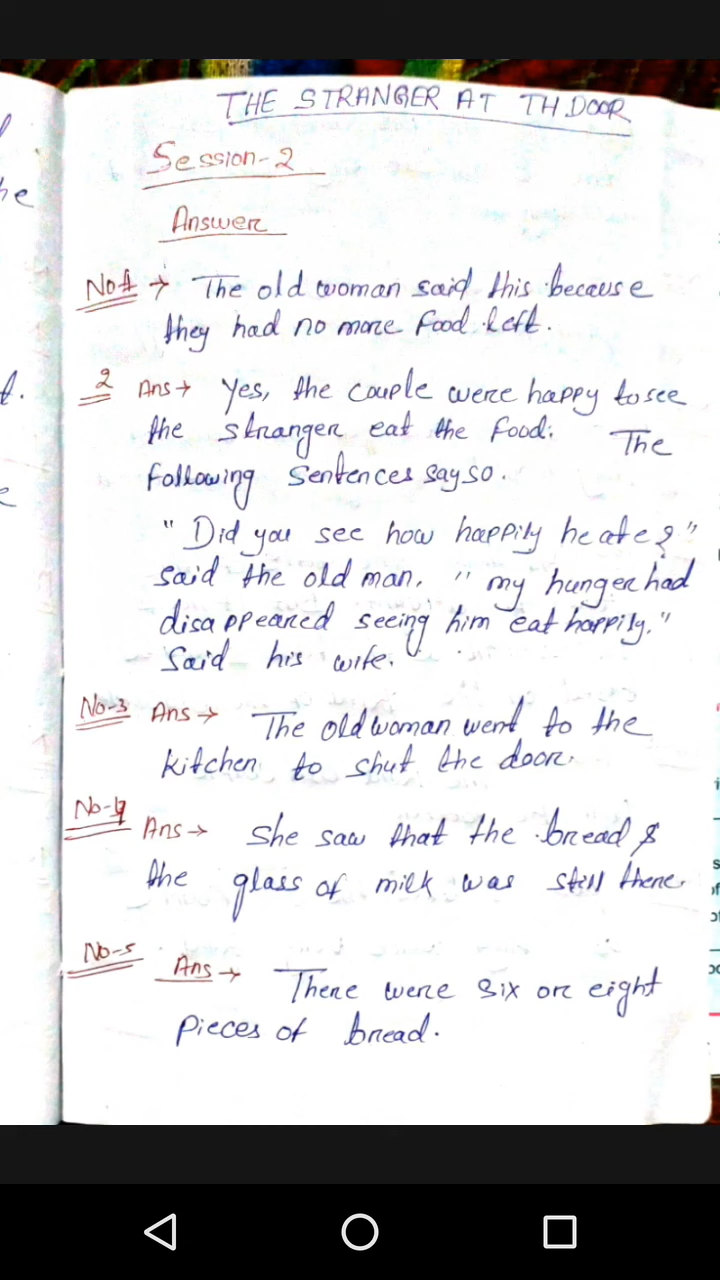 THE STRANGER AT TH DOOR
Session-2
Answer
No1 → The old woman said this because
they had no more food left.
2 Ans → Yes, the couple were happy to see
the stranger eat the food. The
following sentences say so.
" Did you see how happily he ate?"
said the old man. " my hunger had
disappeared seeing him eat happily."
Said his wife.
No-3 Ans → The old woman went to the
kitchen to shut the door.
No-4 Ans → She saw that the bread &
the glass of milk was still there.
No-5 Ans → There were six or eight
pieces of bread.